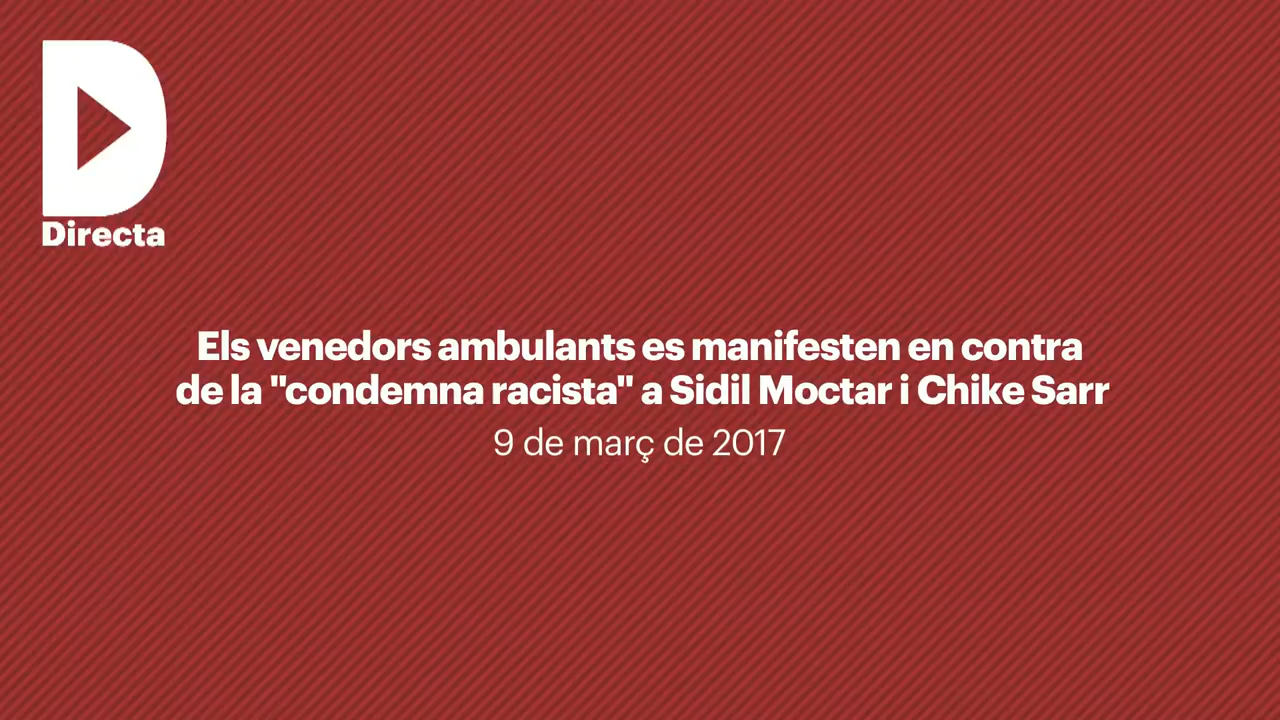 Directa
Els venedors ambulants es manifesten en contra
de la "condemna racista" a Sidil Moctar i Chike Sarr
9 de març de 2017